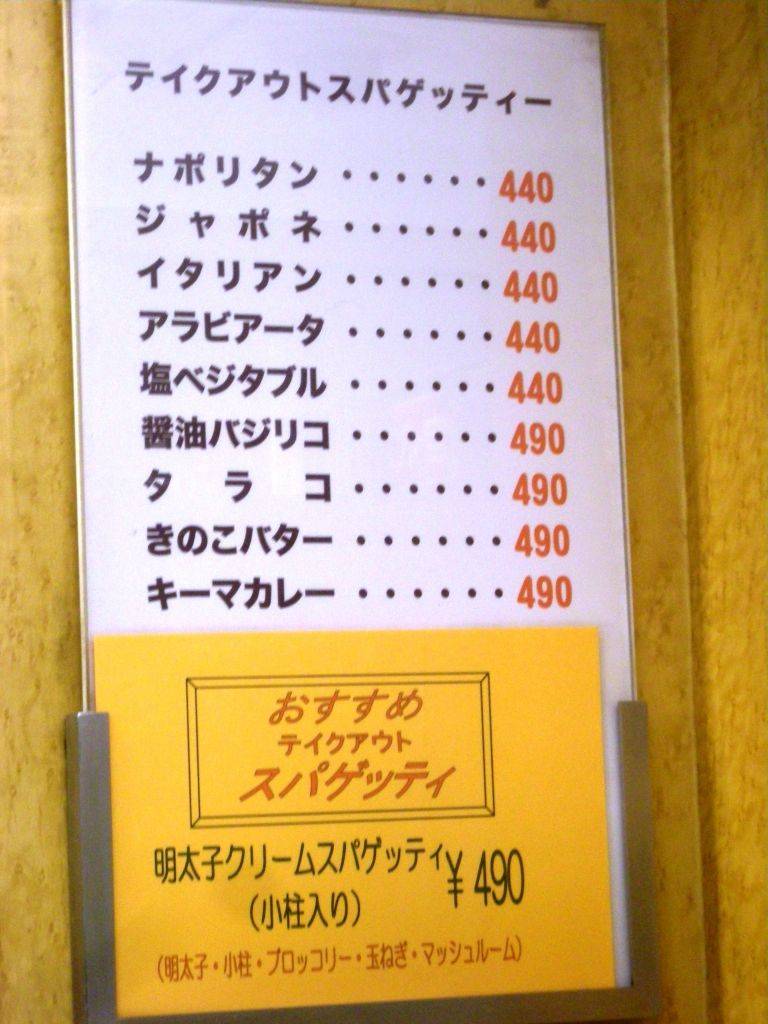 テイクアウトスパゲッティー
ナポリタン・・・・・・440
ジャポネ・・・・・・440
イタリアン・・・・・・440
アラビアータ・・・・・・440
塩ベジタブル・・・・・・440
醤油バジリコ・・・・・・490
タラコ・・・・・・490
きのこバター・・・・・・490
キーマカレー・・・・・・490
おすすめ
テイクアウト
スパゲッティ
明太子クリームスパゲッティ¥490
(小柱入り)
(明太子・小柱・ブロッコリー・玉ねぎ・マッシュルーム)